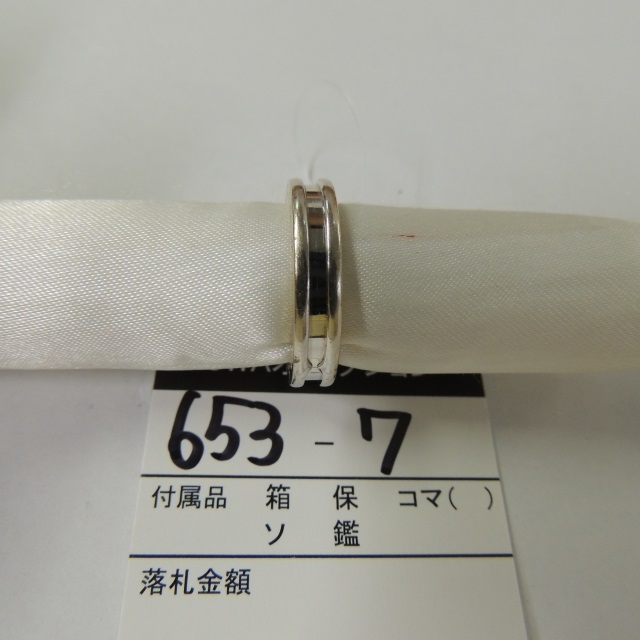 653-7
付属品 箱 保 コマ( )
ソ 鑑
落札金額